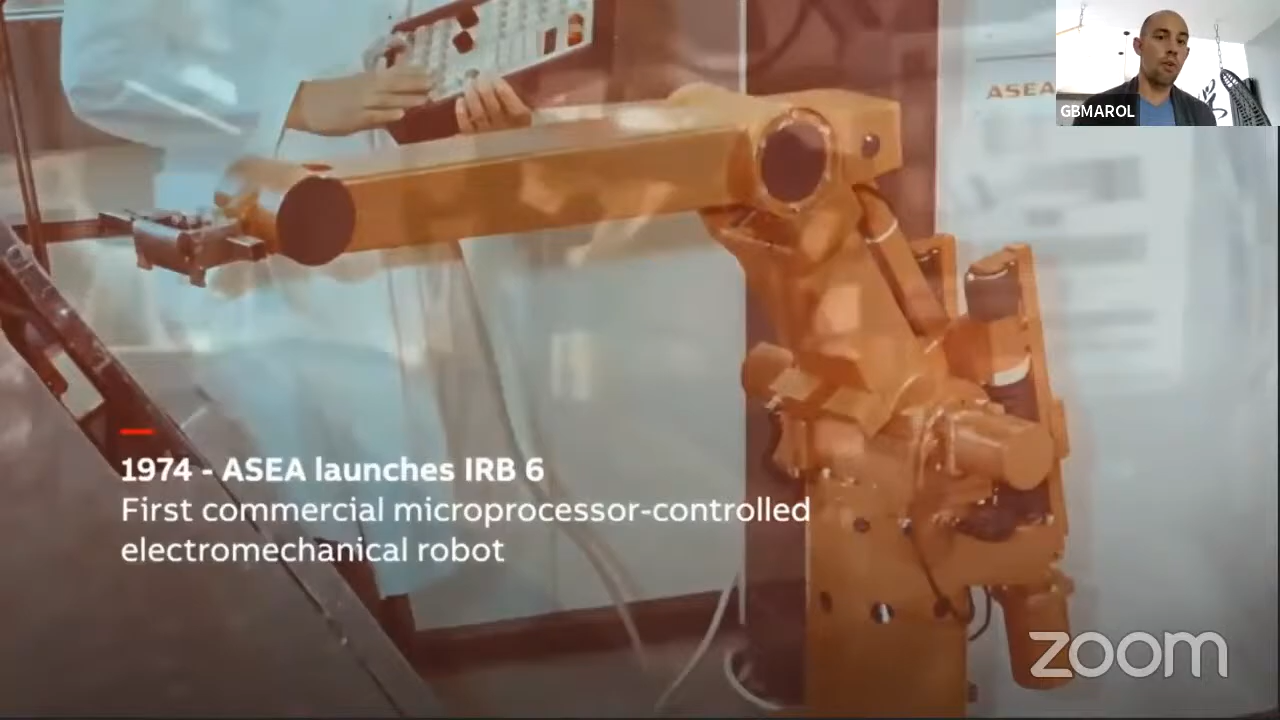 ASEA
GBMAROL
1974 - ASEA launches IRB 6
First commercial microprocessor-controlled
electromechanical robot
zoom